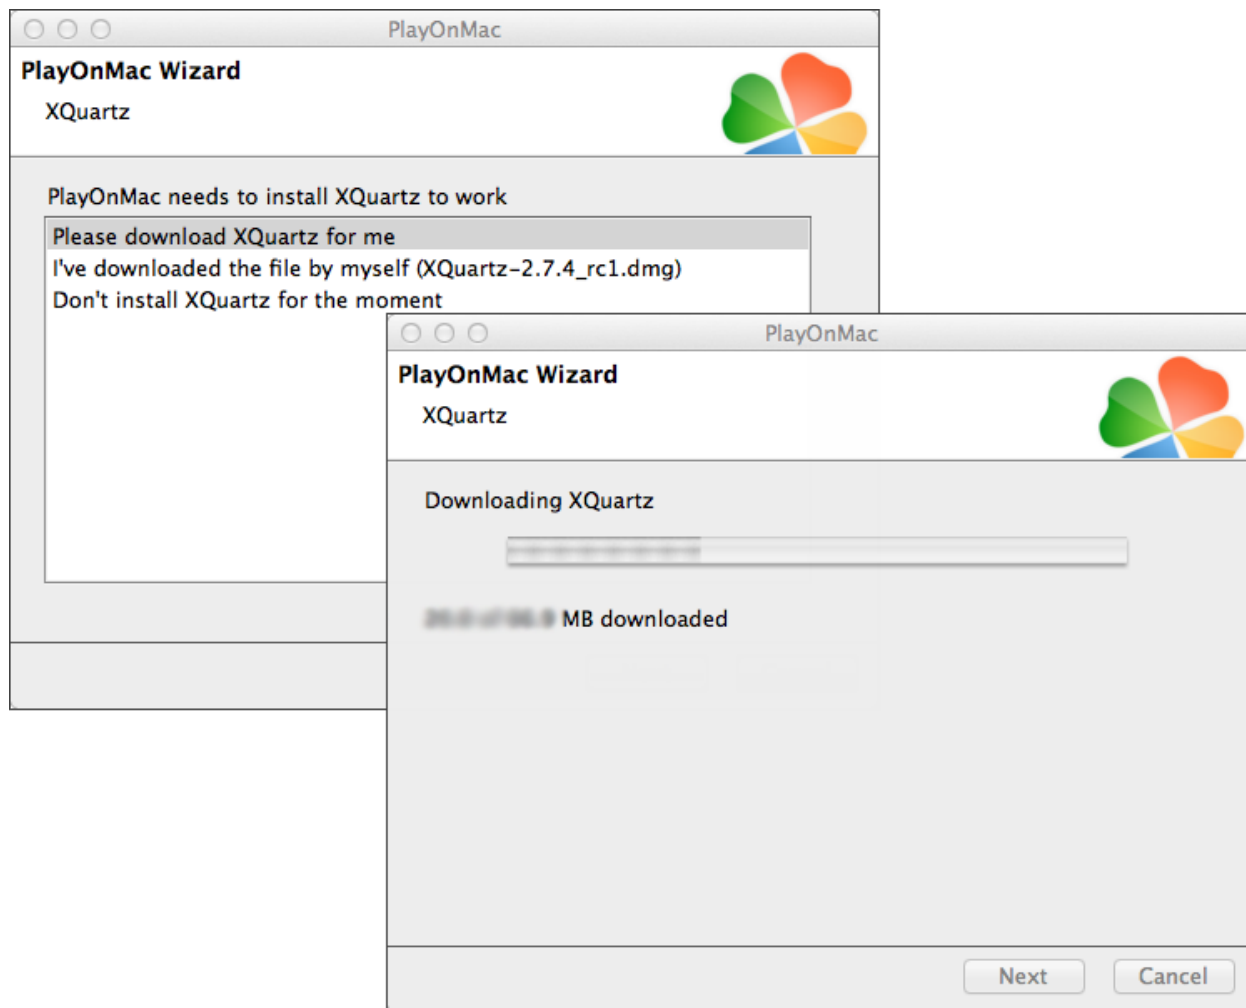 PlayOnMac
PlayOnMac Wizard
XQuartz
PlayOnMac needs to install XQuartz to work
Please download XQuartz for me
I've downloaded the file by myself (XQuartz-2.7.4_rc1.dmg)
Don't install XQuartz for the moment
PlayOnMac
PlayOnMac Wizard
XQuartz
Downloading XQuartz
MB downloaded
Next Cancel